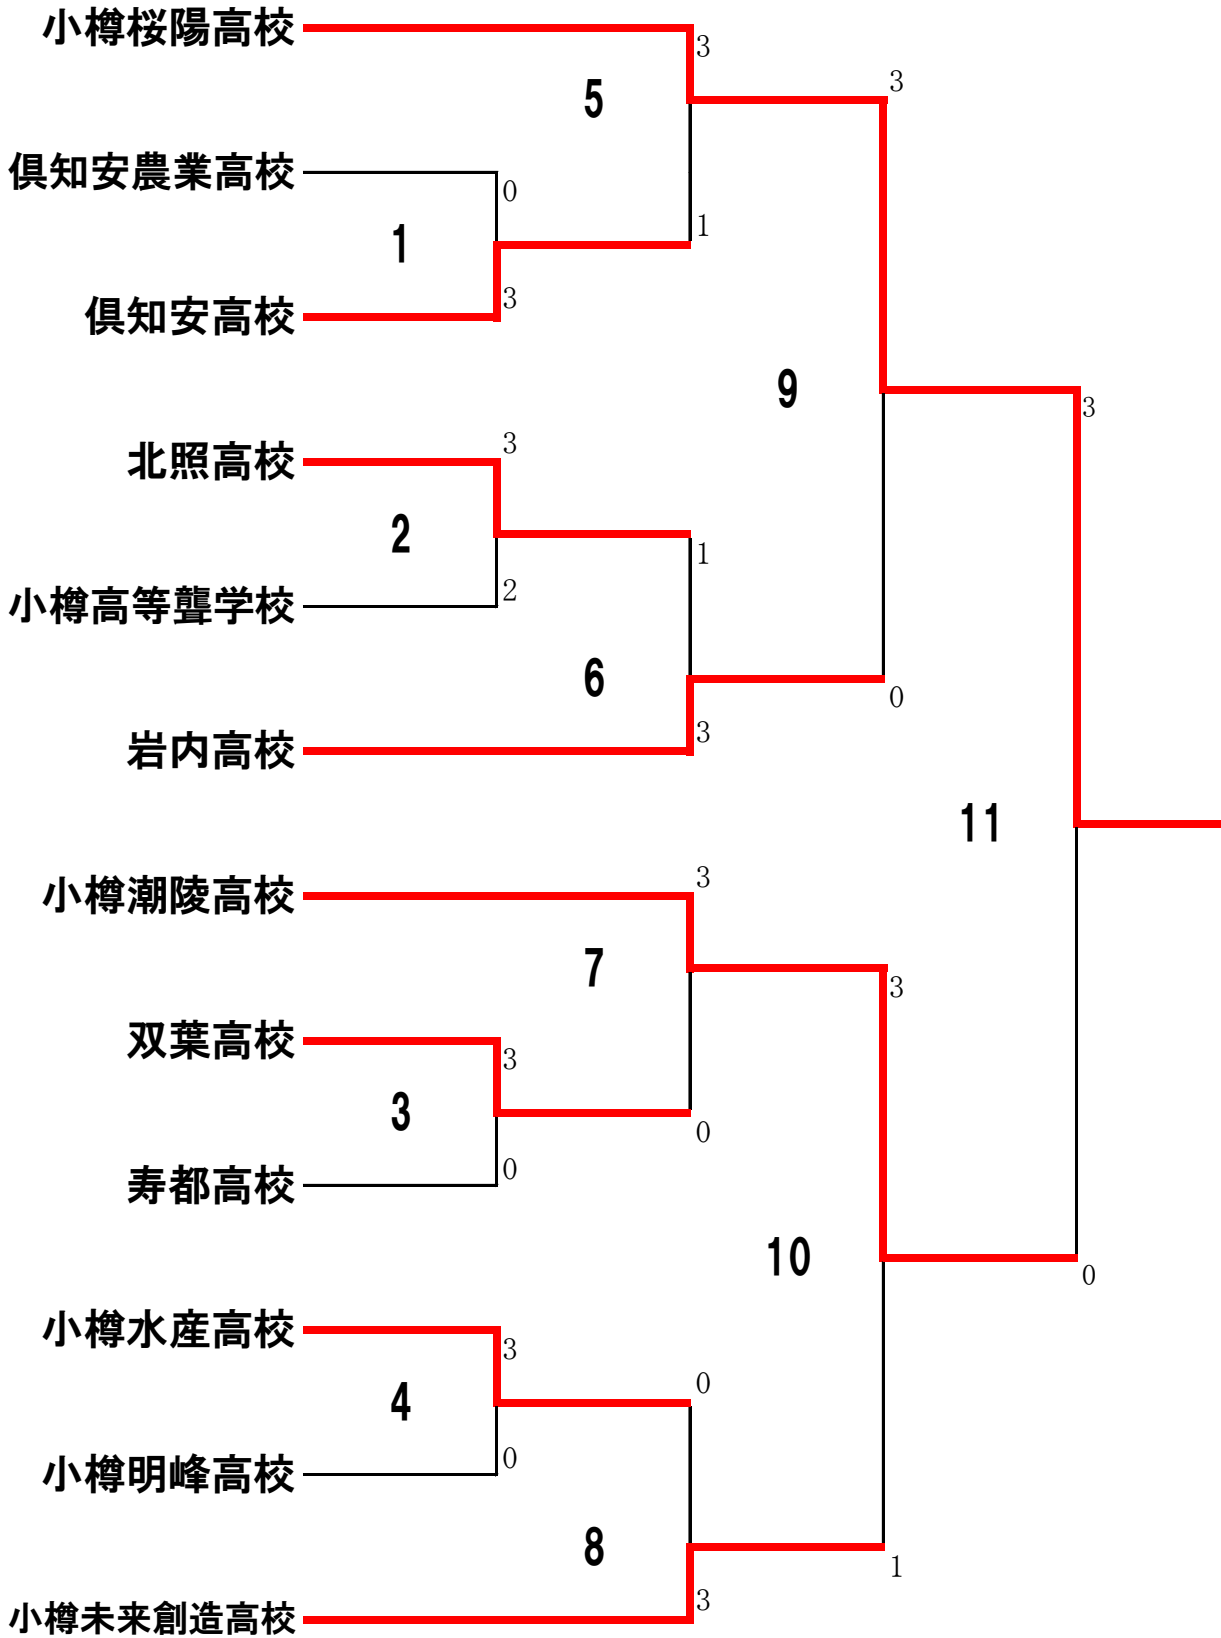 小樽桜陽高校
3
3
5
倶知安農業高校
0
1
1
倶知安高校
3
9
3
北照高校
3
2
1
小樽高等聾学校
2
6
0
岩内高校
3
11
小樽潮陵高校
3
7
3
双葉高校
3
3
0
寿都高校
0
10
0
小樽水産高校
3
0
4
小樽明峰高校
0
8
1
小樽未来創造高校
3